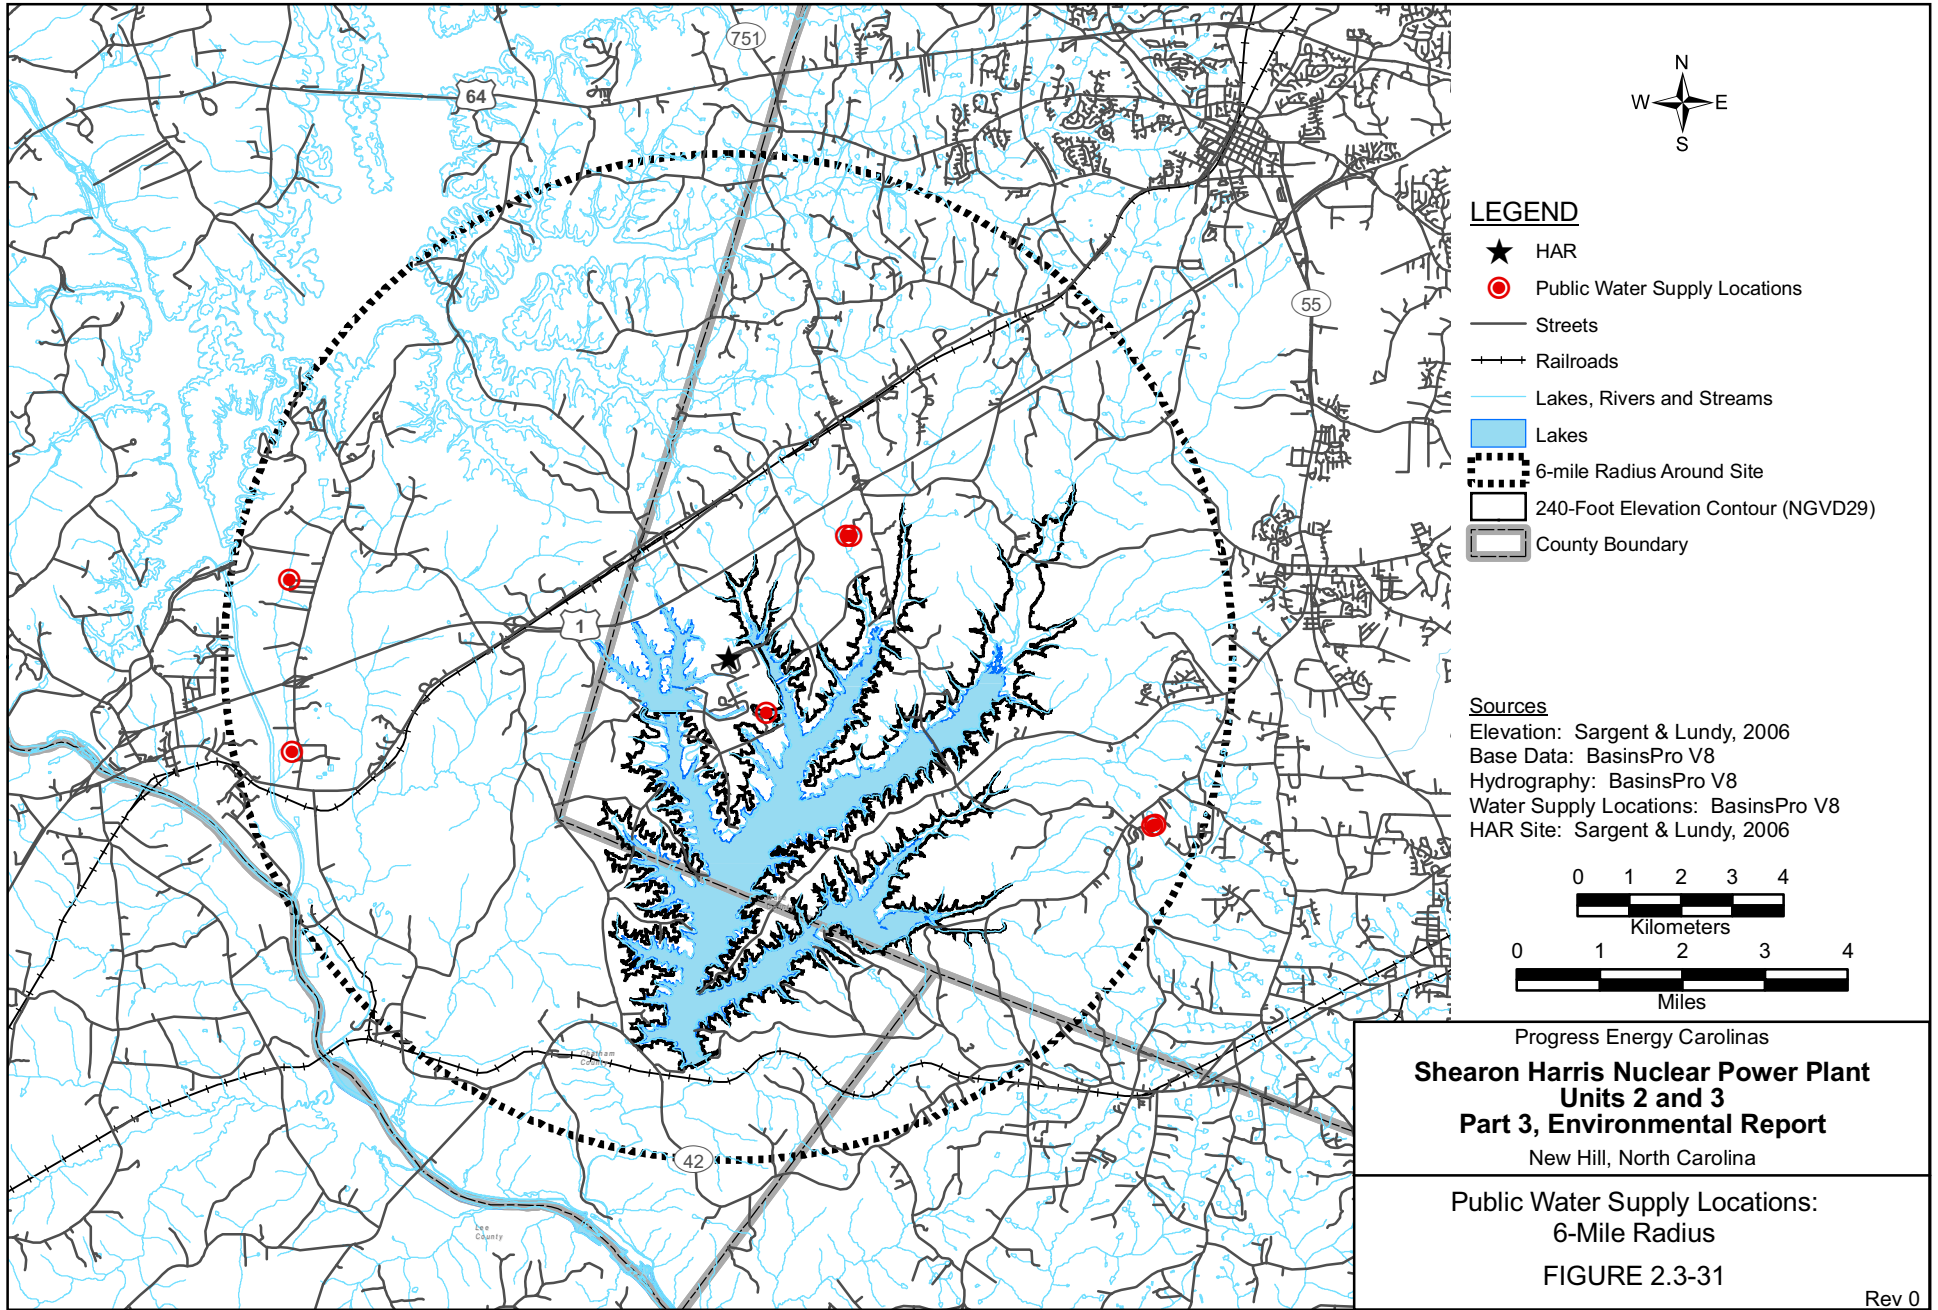 751
64
55
1
42
Chatham
County
Lee
County
N
W
E
S
LEGEND
HAR
Public Water Supply Locations
Streets
Railroads
Lakes, Rivers and Streams
Lakes
6-mile Radius Around Site
240-Foot Elevation Contour (NGVD29)
County Boundary
Sources
Elevation: Sargent & Lundy, 2006
Base Data: BasinsPro V8
Hydrography: BasinsPro V8
Water Supply Locations: BasinsPro V8
HAR Site: Sargent & Lundy, 2006
0 1 2 3 4
Kilometers
0 1 2 3 4
Miles
Progress Energy Carolinas
Shearon Harris Nuclear Power Plant
Units 2 and 3
Part 3, Environmental Report
New Hill, North Carolina
Public Water Supply Locations:
6-Mile Radius
FIGURE 2.3-31
Rev 0